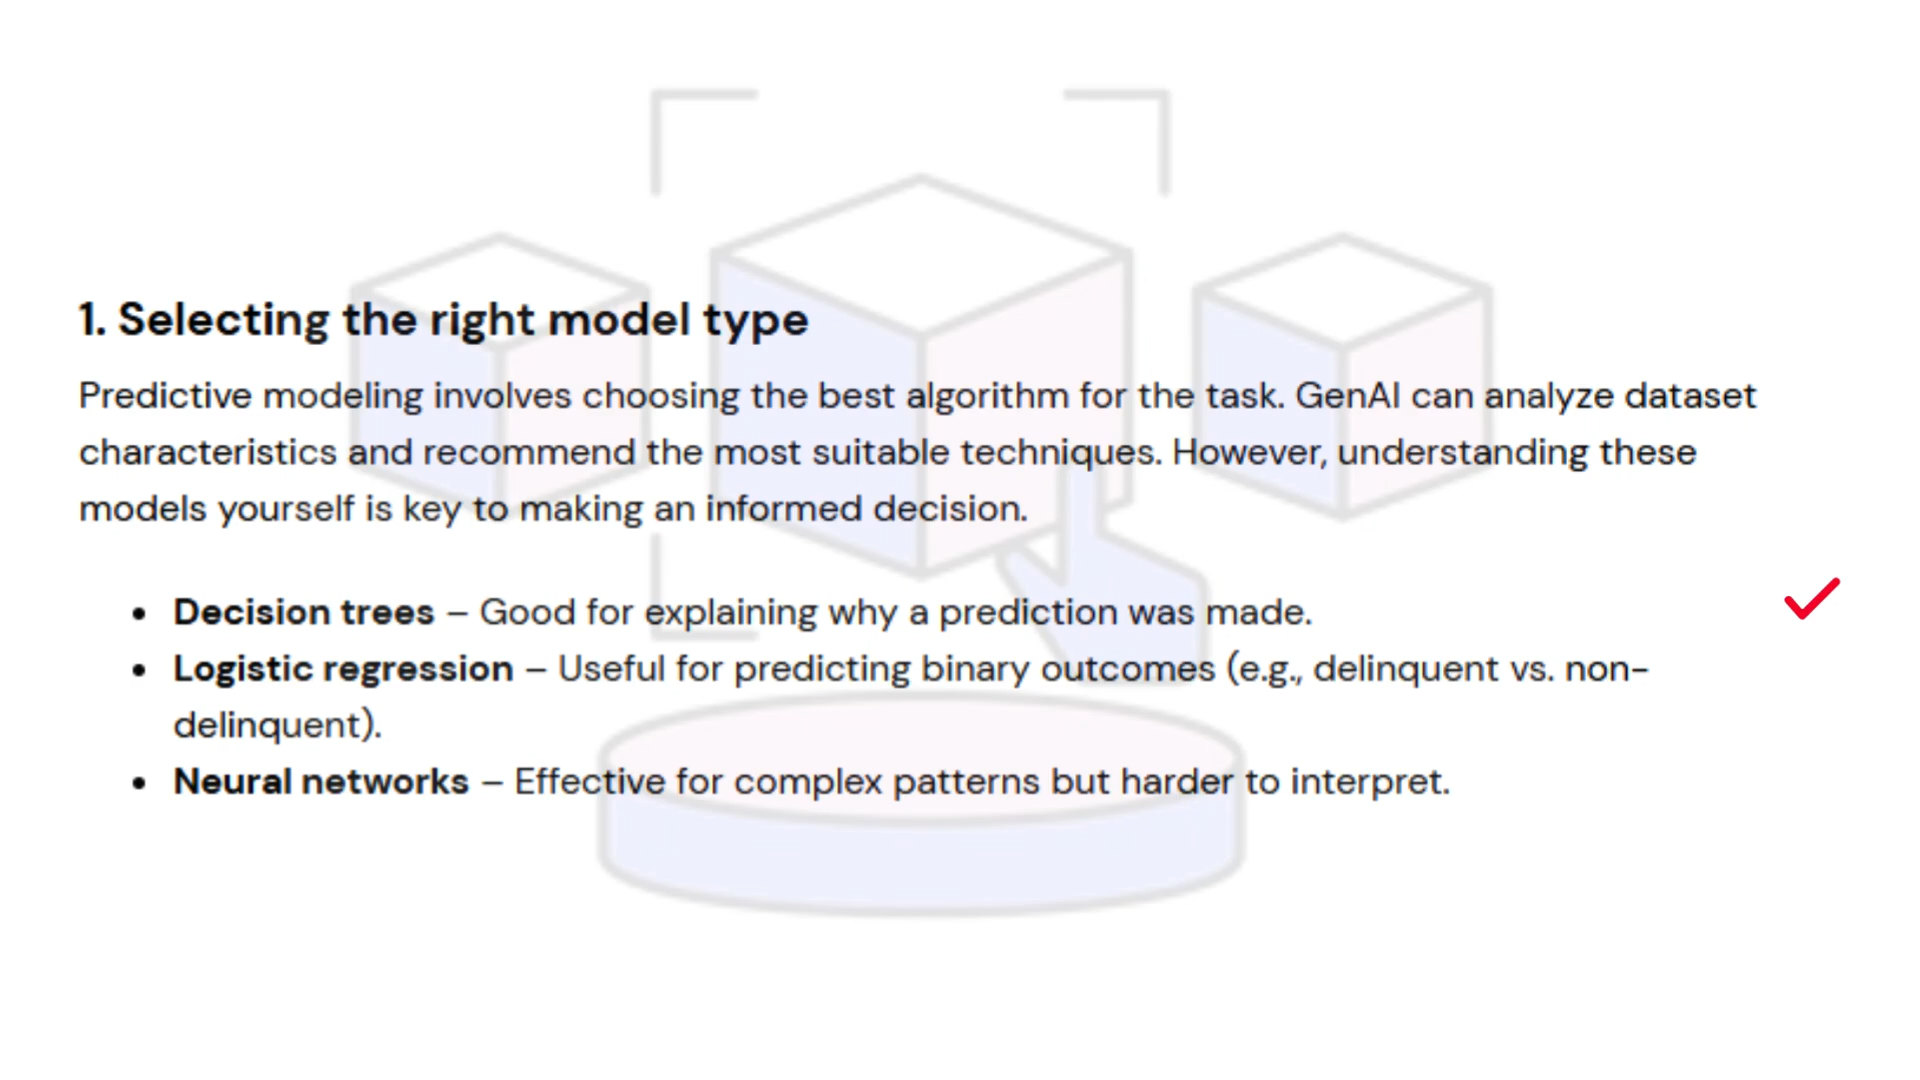 1. Selecting the right model type
Predictive modeling involves choosing the best algorithm for the task. GenAI can analyze dataset
characteristics and recommend the most suitable techniques. However, understanding these
models yourself is key to making an informed decision.
• Decision trees – Good for explaining why a prediction was made.
• Logistic regression – Useful for predicting binary outcomes (e.g., delinquent vs. non-
delinquent).
• Neural networks – Effective for complex patterns but harder to interpret.